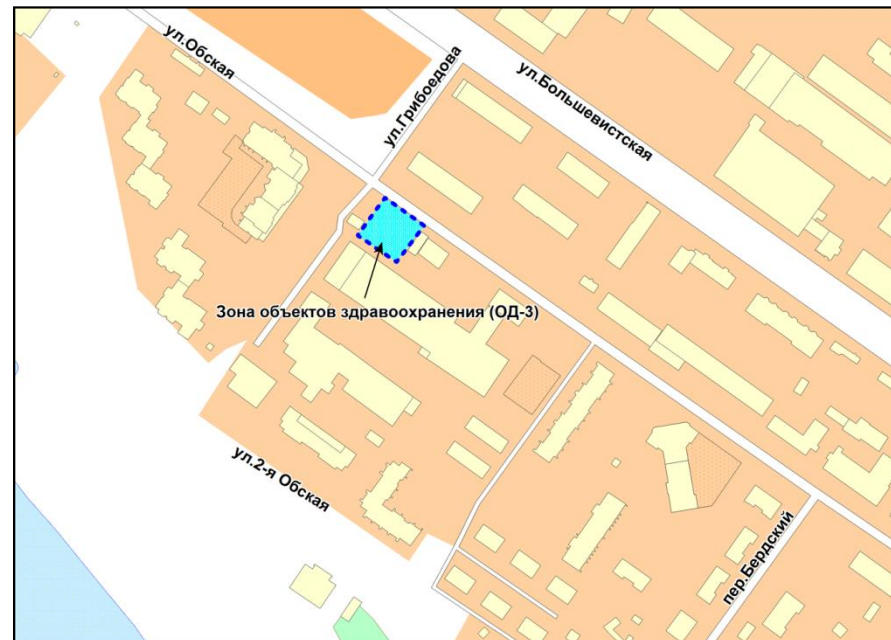 ул.Обская
ул.Грибоедова
ул.Большевистская
Зона объектов здравоохранения (ОД-3)
ул.2-я Обская
пер.Бердский